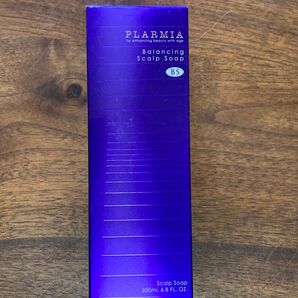 PLARMIA
for enhancing beauty with age
Balancing
Scalp Soap
BS
Scalp Soap
200mL 6.8 FL. OZ.